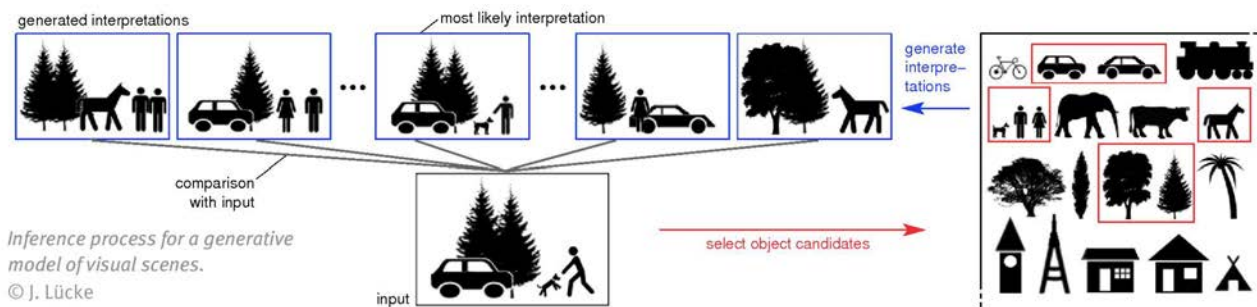 generated interpretations
most likely interpretation
generate
interpre–
tations
comparison
with input
select object candidates
input
Inference process for a generative
model of visual scenes.
© J. Lücke